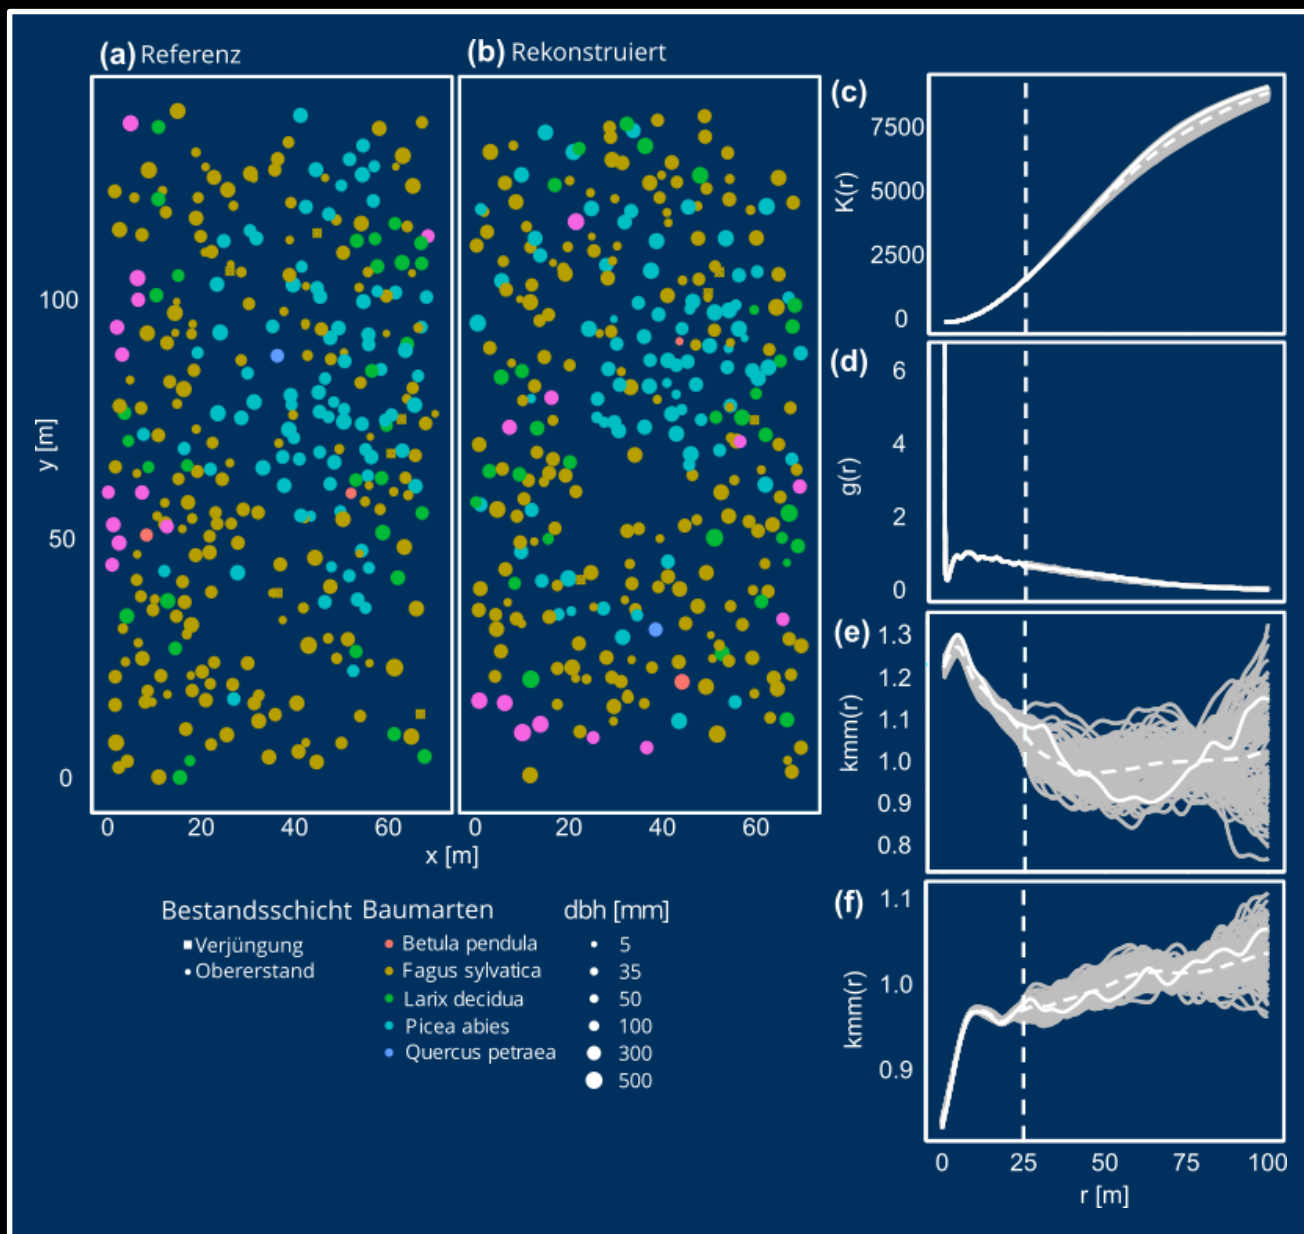 (a) Referenz
(b) Rekonstruiert
y [m]
100
50
0
0 20 40 60
0 20 40 60
x [m]
(c)
K(r)
7500
5000
2500
0
(d)
g(r)
6
4
2
0
(e)
kmm(r)
1.3
1.2
1.1
1.0
0.9
0.8
(f)
kmm(r)
1.1
1.0
0.9
0 25 50 75 100
r [m]
Bestandsschicht
Verjüngung
Obererstand
Baumarten
Betula pendula
Fagus sylvatica
Larix decidua
Picea abies
Quercus petraea
dbh [mm]
5
35
50
100
300
500